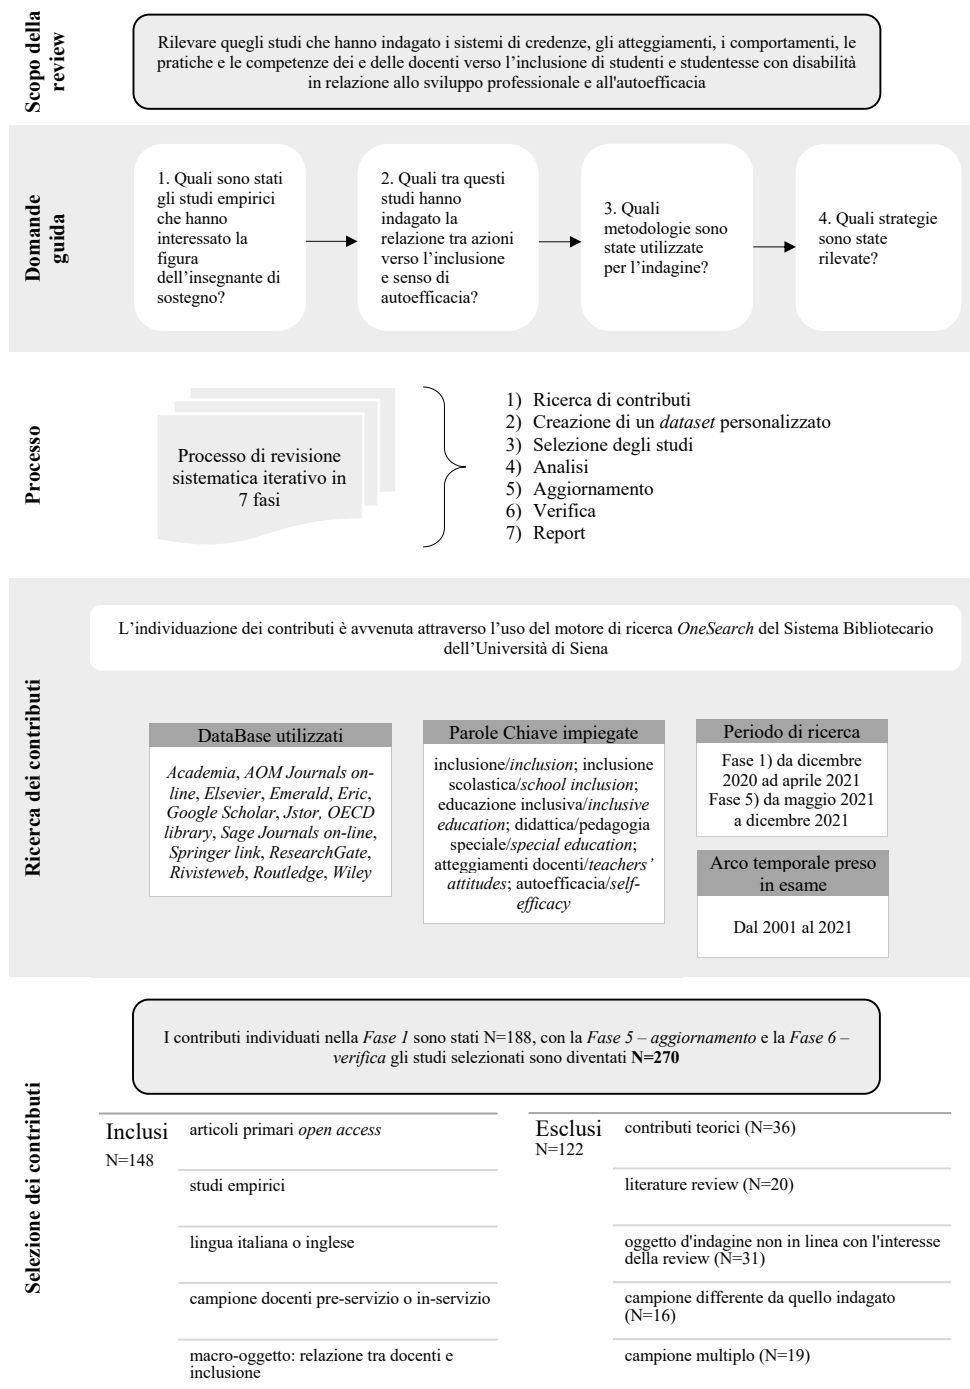 Scopo della
review
Rilevare quegli studi che hanno indagato i sistemi di credenze, gli atteggiamenti, i comportamenti, le
pratiche e le competenze dei e delle docenti verso l'inclusione di studenti e studentesse con disabilità
in relazione allo sviluppo professionale e all'autoefficacia
Domande
guida
1. Quali sono stati
gli studi empirici
che hanno
interessato la
figura
dell'insegnante di
sostegno?
2. Quali tra questi
studi hanno
indagato la
relazione tra azioni
verso l'inclusione
e senso di
autoefficacia?
3. Quali
metodologie sono
state utilizzate
per l'indagine?
4. Quali strategie
sono state
rilevate?
Processo
Processo di revisione
sistematica iterativo in
7 fasi
1) Ricerca di contributi
2) Creazione di un dataset personalizzato
3) Selezione degli studi
4) Analisi
5) Aggiornamento
6) Verifica
7) Report
Ricerca dei contributi
L'individuazione dei contributi è avvenuta attraverso l'uso del motore di ricerca OneSearch del Sistema Bibliotecario
dell'Università di Siena
DataBase utilizzati
Academia, AOM Journals on-
line, Elsevier, Emerald, Eric,
Google Scholar, Jstor, OECD
library, Sage Journals on-line,
Springer link, ResearchGate,
Rivisteweb, Routledge, Wiley
Parole Chiave impiegate
inclusione/inclusion; inclusione
scolastica/school inclusion;
educazione inclusiva/inclusive
education; didattica/pedagogia
speciale/special education;
atteggiamenti docenti/teachers'
attitudes; autoefficacia/self-
efficacy
Periodo di ricerca
Fase 1) da dicembre
2020 ad aprile 2021
Fase 5) da maggio 2021
a dicembre 2021
Arco temporale preso
in esame
Dal 2001 al 2021
Selezione dei contributi
I contributi individuati nella Fase 1 sono stati N=188, con la Fase 5 – aggiornamento e la Fase 6 –
verifica gli studi selezionati sono diventati N=270
Inclusi
N=148
articoli primari open access
studi empirici
lingua italiana o inglese
campione docenti pre-servizio o in-servizio
macro-oggetto: relazione tra docenti e
inclusione
Esclusi
N=122
contributi teorici (N=36)
literature review (N=20)
oggetto d'indagine non in linea con l'interesse
della review (N=31)
campione differente da quello indagato
(N=16)
campione multiplo (N=19)